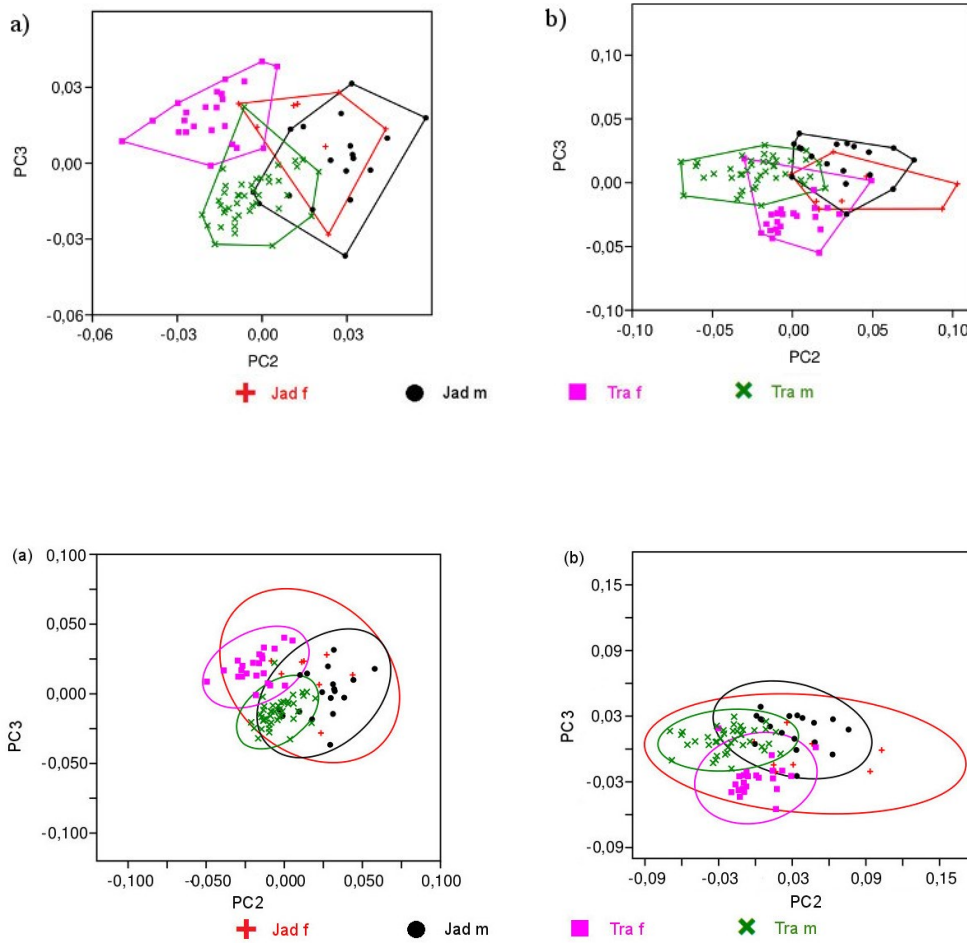 a)
0,03
0,00
-0,03
-0,06
PC3
-0,06
-0,03
0,00
0,03
PC2
b)
0,10
0,05
0,00
-0,05
-0,10
PC3
-0,10
-0,05
0,00
0,05
0,10
PC2
Jad f
Jad m
Tra f
Tra m
(a)
0,100
0,050
0,000
-0,050
-0,100
PC3
-0,100
-0,050
0,000
0,050
0,100
PC2
(b)
0,15
0,09
0,03
-0,03
-0,09
PC3
-0,09
-0,03
0,03
0,09
0,15
PC2
Jad f
Jad m
Tra f
Tra m